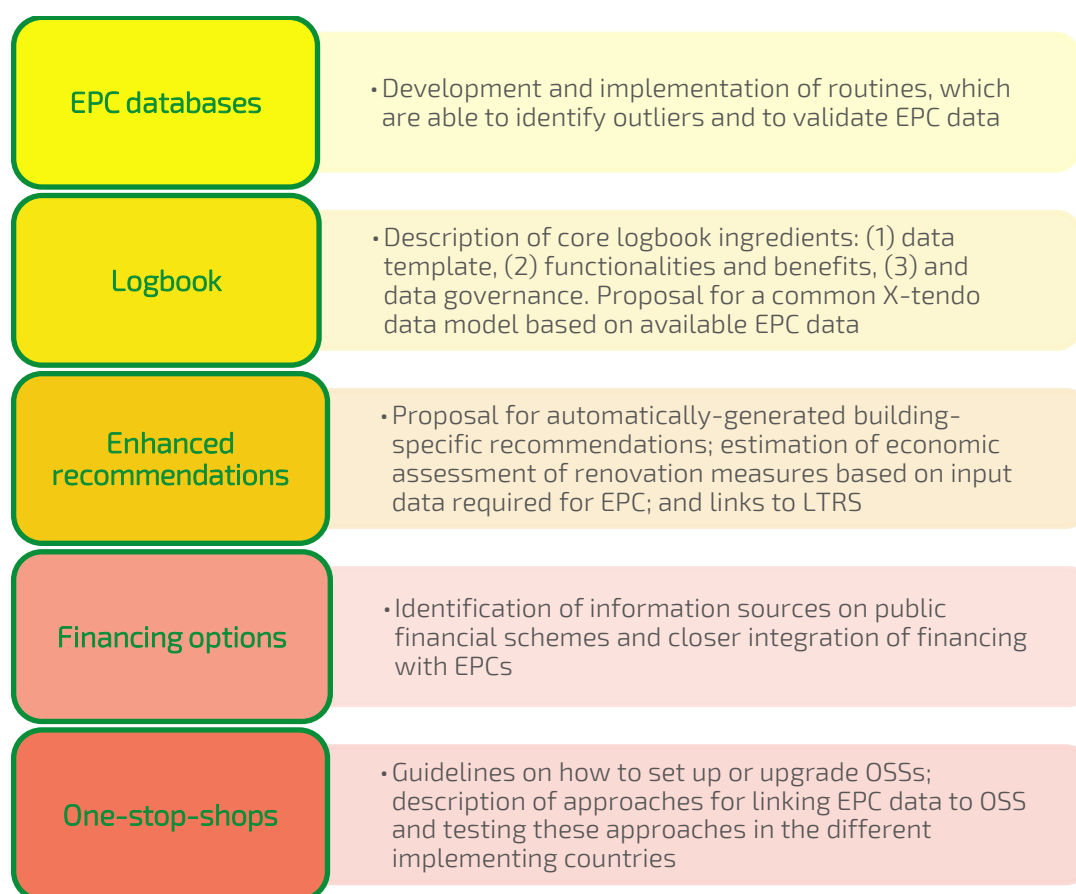 EPC databases
• Development and implementation of routines, which
are able to identify outliers and to validate EPC data
Logbook
• Description of core logbook ingredients: (1) data
template, (2) functionalities and benefits, (3) and
data governance. Proposal for a common X-tendo
data model based on available EPC data
Enhanced
recommendations
• Proposal for automatically-generated building-
specific recommendations; estimation of economic
assessment of renovation measures based on input
data required for EPC; and links to LTRS
Financing options
• Identification of information sources on public
financial schemes and closer integration of financing
with EPCs
One-stop-shops
• Guidelines on how to set up or upgrade OSSs;
description of approaches for linking EPC data to OSS
and testing these approaches in the different
implementing countries